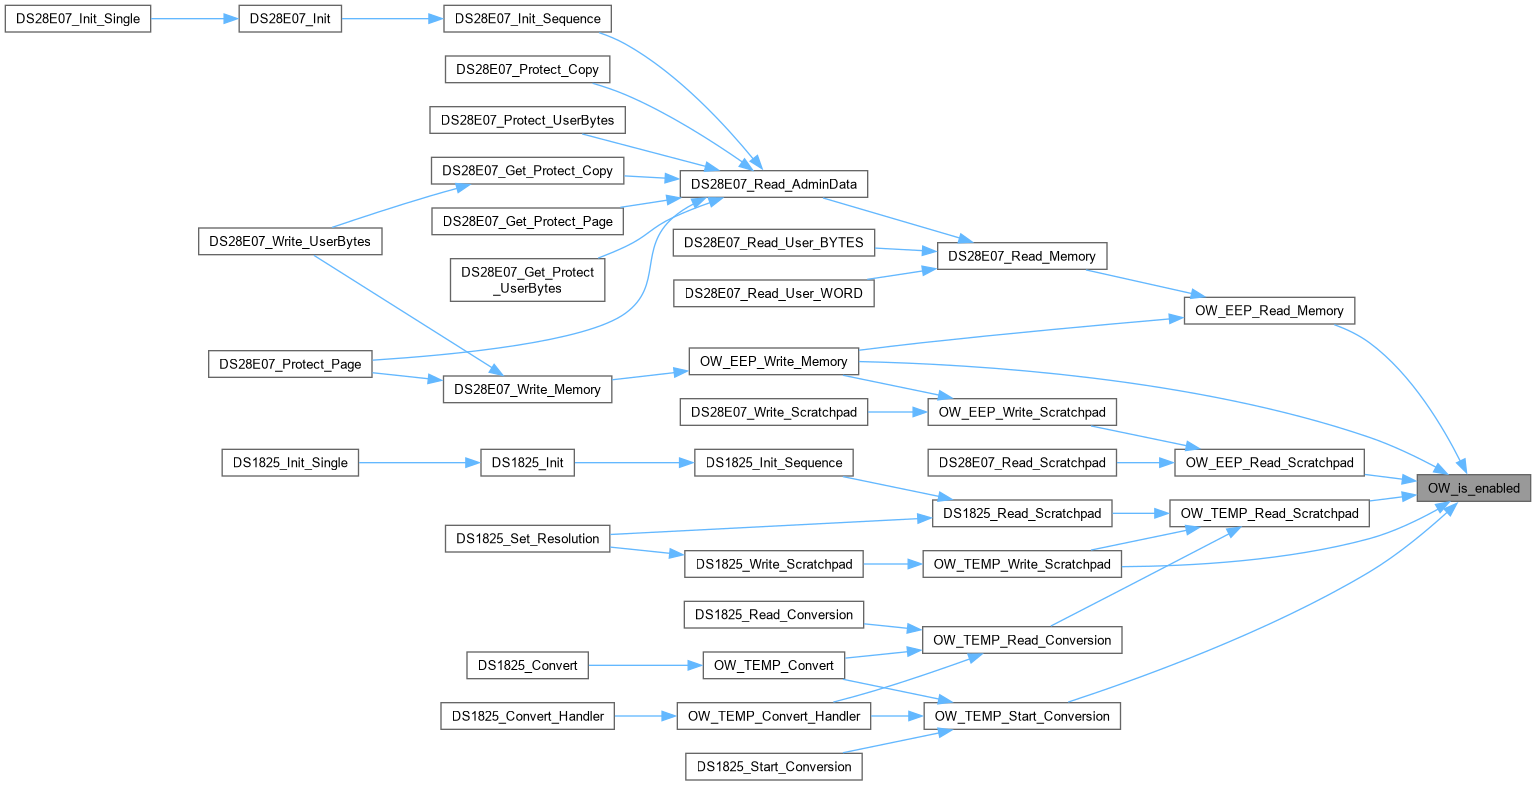 DS28E07_Init_Single
DS28E07_Init
DS28E07_Init_Sequence
DS28E07_Protect_Copy
DS28E07_Protect_UserBytes
DS28E07_Get_Protect_Copy
DS28E07_Read_AdminData
DS28E07_Get_Protect_Page
DS28E07_Write_UserBytes
DS28E07_Read_User_BYTES
DS28E07_Read_Memory
DS28E07_Get_Protect
_UserBytes
DS28E07_Read_User_WORD
OW_EEP_Read_Memory
DS28E07_Protect_Page
OW_EEP_Write_Memory
DS28E07_Write_Memory
DS28E07_Write_Scratchpad
OW_EEP_Write_Scratchpad
DS1825_Init_Single
DS1825_Init
DS1825_Init_Sequence
DS28E07_Read_Scratchpad
OW_EEP_Read_Scratchpad
OW_is_enabled
DS1825_Read_Scratchpad
OW_TEMP_Read_Scratchpad
DS1825_Set_Resolution
DS1825_Write_Scratchpad
OW_TEMP_Write_Scratchpad
DS1825_Read_Conversion
OW_TEMP_Read_Conversion
DS1825_Convert
OW_TEMP_Convert
DS1825_Convert_Handler
OW_TEMP_Convert_Handler
OW_TEMP_Start_Conversion
DS1825_Start_Conversion